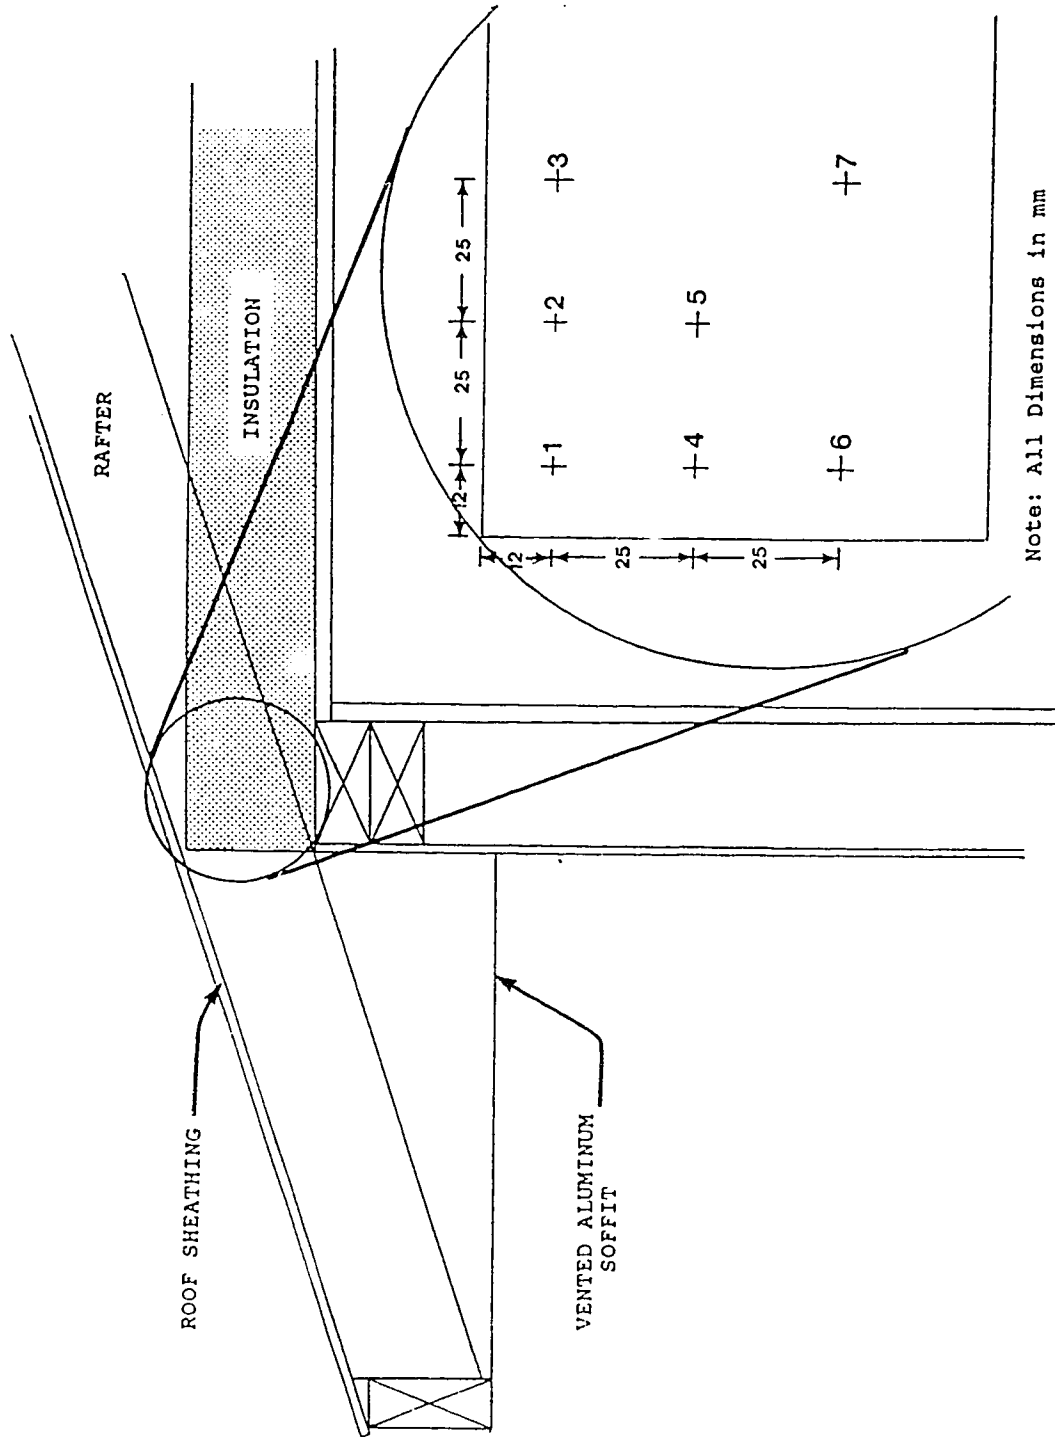 RAFTER
INSULATION
ROOF SHEATHING
VENTED ALUMINUM
SOFFIT
12
25
25
12
25
25
1
2
3
4
5
6
7
Note: All Dimensions in mm